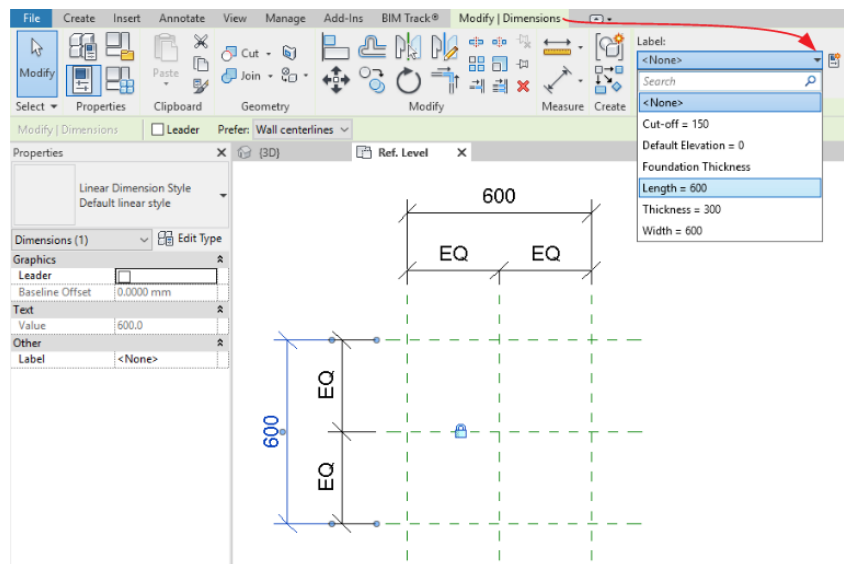 File Create Insert Annotate View Manage Add-Ins BIM Track® Modify | Dimensions
Modify
Paste
Cut
Join
Label:
<None>
Search
<None>
Cut-off = 150
Default Elevation = 0
Foundation Thickness
Length = 600
Thickness = 300
Width = 600
Select Properties Clipboard Geometry Modify Measure Create
Modify | Dimensions Leader Prefer: Wall centerlines
Properties
{3D} Ref. Level
Linear Dimension Style
Default linear style
Dimensions (1) Edit Type
Graphics
Leader
Baseline Offset 0.0000 mm
Text
Value 600.0
Other
Label <None>
600
EQ EQ
EQ
600
EQ